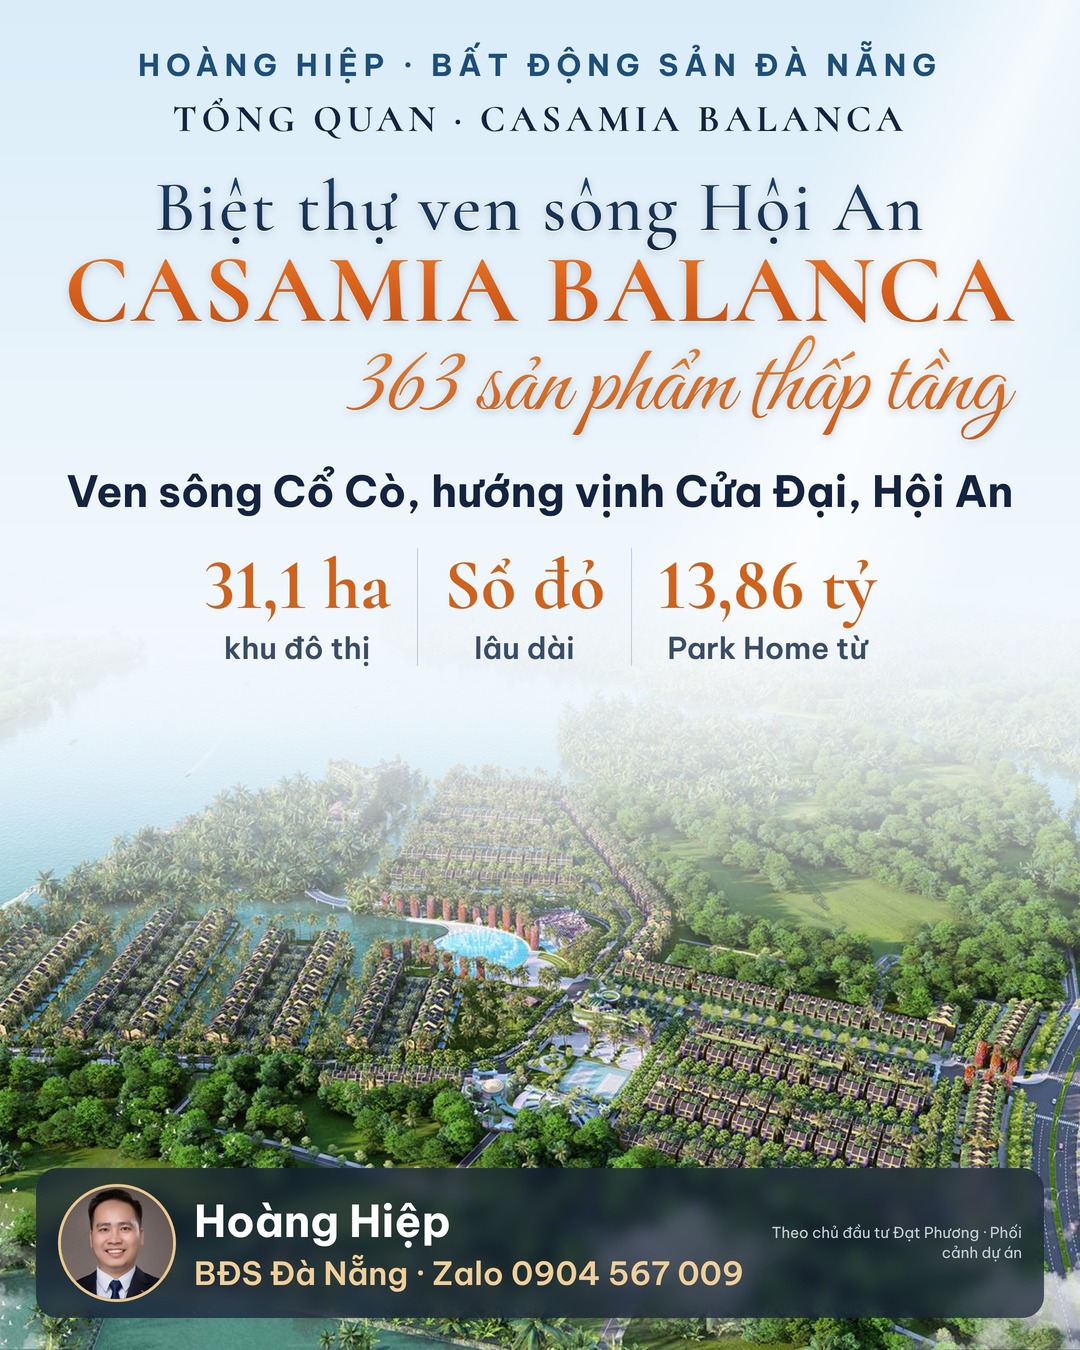 HOÀNG HIỆP · BẤT ĐỘNG SẢN ĐÀ NẴNG
TỔNG QUAN · CASAMIA BALANCA
Biệt thự ven sông Hội An
CASAMIA BALANCA
363 sản phẩm thấp tầng
Ven sông Cổ Cò, hướng vịnh Cửa Đại, Hội An
31,1 ha
khu đô thị
Sổ đỏ
lâu dài
13,86 tỷ
Park Home từ
Hoàng Hiệp
BĐS Đà Nẵng · Zalo 0904 567 009
Theo chủ đầu tư Đạt Phương · Phối
cảnh dự án